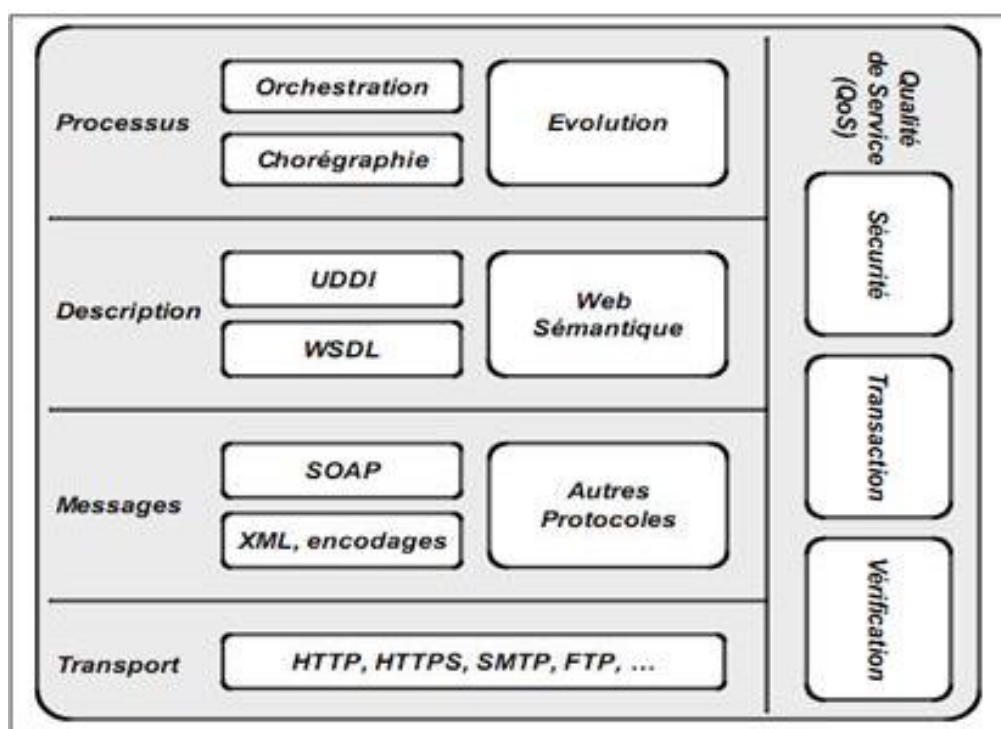 Processus
Orchestration
Chorégraphie
Evolution
Description
UDDI
WSDL
Web
Sémantique
Messages
SOAP
XML, encodages
Autres
Protocoles
Transport
HTTP, HTTPS, SMTP, FTP, ...
Qualité
de Service
(QoS)
Sécurité
Transaction
Vérification